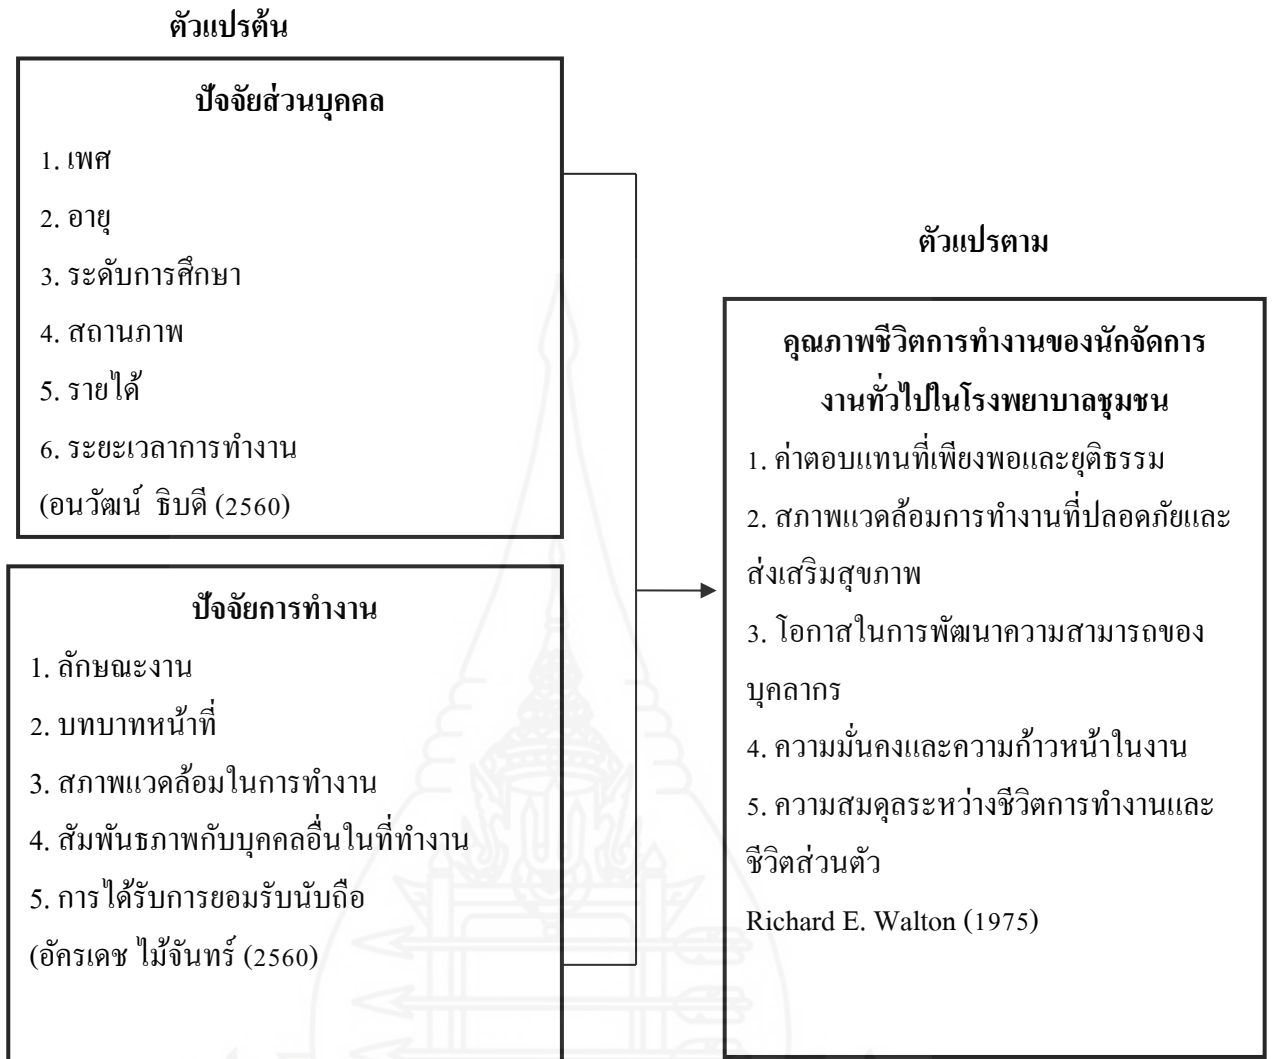 ตัวแปรต้น
ปัจจัยส่วนบุคคล
1. เพศ
2. อายุ
3. ระดับการศึกษา
4. สถานภาพ
5. รายได้
6. ระยะเวลาการทำงาน
(อนวัฒน์ ธิบดี (2560)
ปัจจัยการทำงาน
1. ลักษณะงาน
2. บทบาทหน้าที่
3. สภาพแวดล้อมในการทำงาน
4. สัมพันธภาพกับบุคคลอื่นในที่ทำงาน
5. การได้รับการยอมรับนับถือ
(อัครเดช ไม้จันทร์ (2560)
ตัวแปรตาม
คุณภาพชีวิตการทำงานของนักจัดการ
งานทั่วไปในโรงพยาบาลชุมชน
1. ค่าตอบแทนที่เพียงพอและยุติธรรม
2. สภาพแวดล้อมการทำงานที่ปลอดภัยและ
ส่งเสริมสุขภาพ
3. โอกาสในการพัฒนาความสามารถของ
บุคลากร
4. ความมั่นคงและความก้าวหน้าในงาน
5. ความสมดุลระหว่างชีวิตการทำงานและ
ชีวิตส่วนตัว
Richard E. Walton (1975)